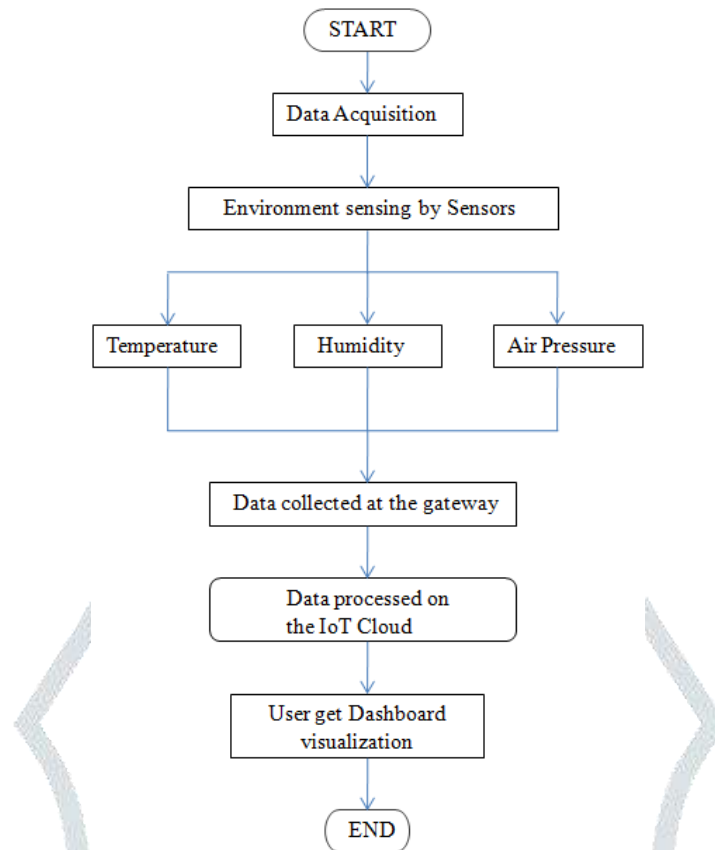 START
Data Acquisition
Environment sensing by Sensors
Temperature
Humidity
Air Pressure
Data collected at the gateway
Data processed on
the IoT Cloud
User get Dashboard
visualization
END